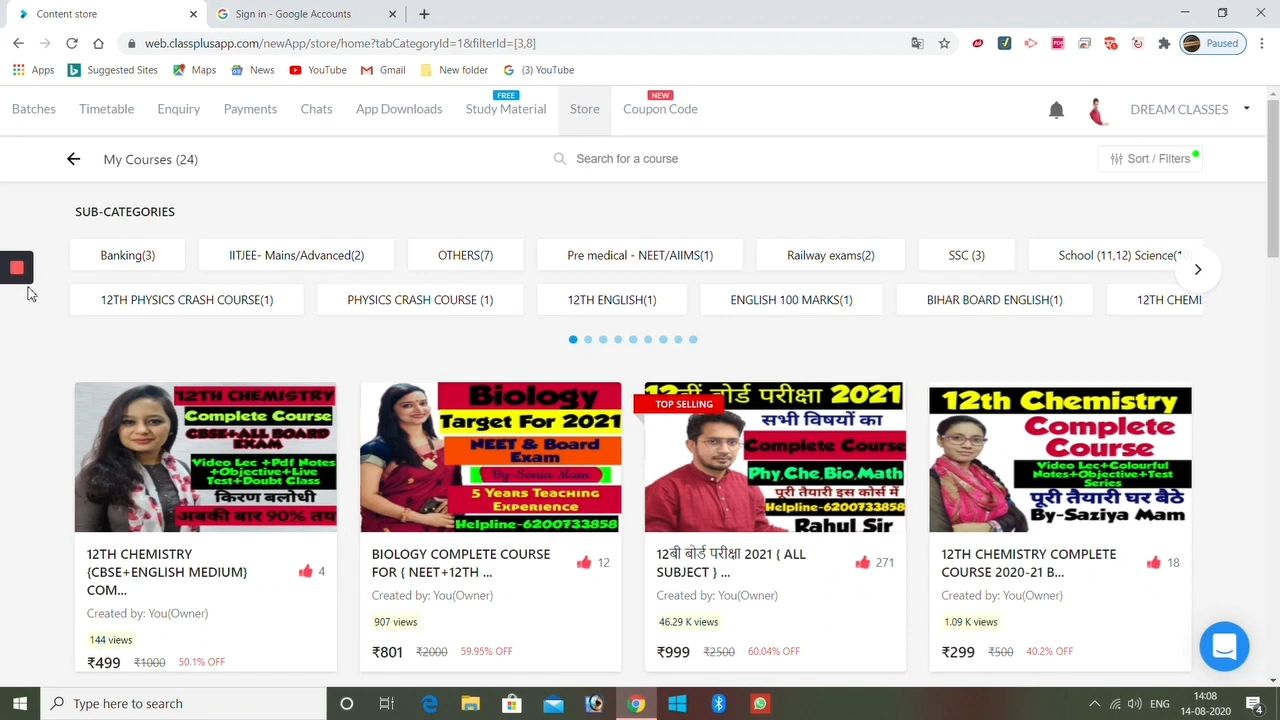 Content store
Sign in - Google Accounts
web.classplusapp.com/newApp/store/home?tabCategoryId=1&filterId=[3,8]
Paused
Apps Suggested Sites Maps News YouTube Gmail New folder (3) YouTube
FREE NEW
Batches Timetable Enquiry Payments Chats App Downloads Study Material Store Coupon Code DREAM CLASSES
My Courses (24) Search for a course Sort / Filters
SUB-CATEGORIES
Banking(3) IITJEE- Mains/Advanced(2) OTHERS(7) Pre medical - NEET/AIIMS(1) Railway exams(2) SSC (3) School (11,12) Science(
12TH PHYSICS CRASH COURSE(1) PHYSICS CRASH COURSE (1) 12TH ENGLISH(1) ENGLISH 100 MARKS(1) BIHAR BOARD ENGLISH(1) 12TH CHEMI
12TH CHEMISTRY
Complete Course
CBSE+ALL BOARD
EXAM
Video Lec +Pdf Notes
+Objective+Live
Test+Doubt Class
किरण बलोधी
अबकी बार 90% तय
12TH CHEMISTRY
{CBSE+ENGLISH MEDIUM}
COM...
4
Created by: You(Owner)
144 views
₹499 ₹1000 50.1% OFF
Biology
Target For 2021
NEET & Board
Exam
By-Sonia Mam
5 Years Teaching
Experience
Helpline-6200733858
BIOLOGY COMPLETE COURSE
FOR { NEET+12TH ...
12
Created by: You(Owner)
907 views
₹801 ₹2000 59.95% OFF
TOP SELLING
12वीं बोर्ड परीक्षा 2021
सभी विषयों का
Complete Course
Phy,Che,Bio,Math
पूरी तैयारी इस कोर्स में
Helpline-6200733858
Rahul Sir
12वी बोर्ड परीक्षा 2021 { ALL
SUBJECT } ...
271
Created by: You(Owner)
46.29 K views
₹999 ₹2500 60.04% OFF
12th Chemistry
Complete
Course
Video Lec+Colourful
Notes+Objective+Test
Series
पूरी तैयारी घर बैठे
By-Saziya Mam
12TH CHEMISTRY COMPLETE
COURSE 2020-21 B...
18
Created by: You(Owner)
1.09 K views
₹299 ₹500 40.2% OFF
Type here to search
ENG
14:08
14-08-2020
4